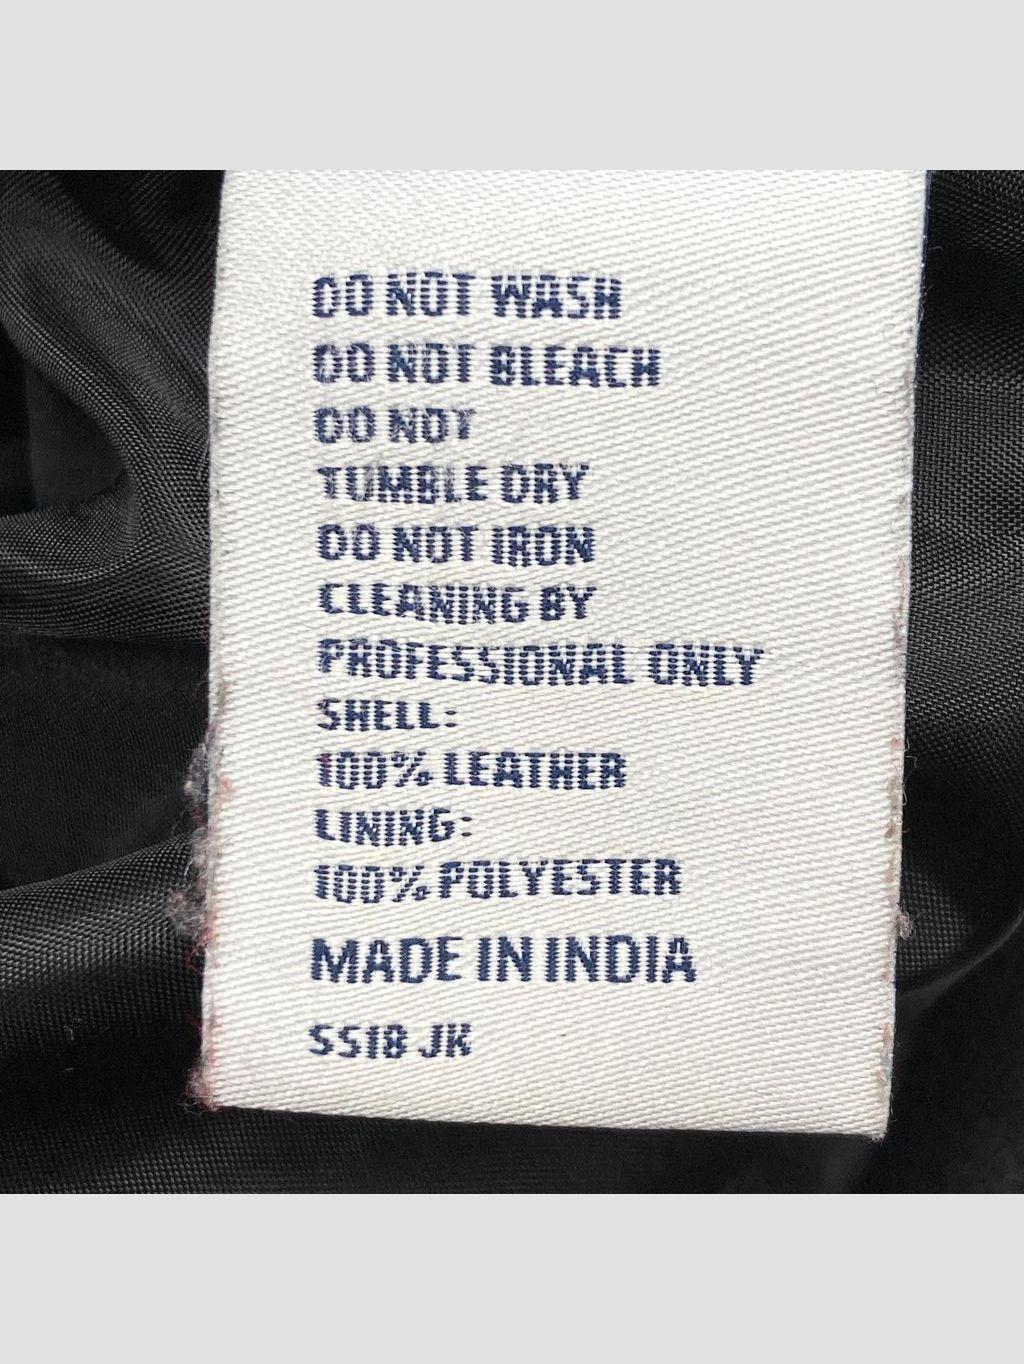 DO NOT WASH
DO NOT BLEACH
DO NOT
TUMBLE DRY
DO NOT IRON
CLEANING BY
PROFESSIONAL ONLY
SHELL:
100% LEATHER
LINING:
100% POLYESTER
MADE IN INDIA
SS18 JK